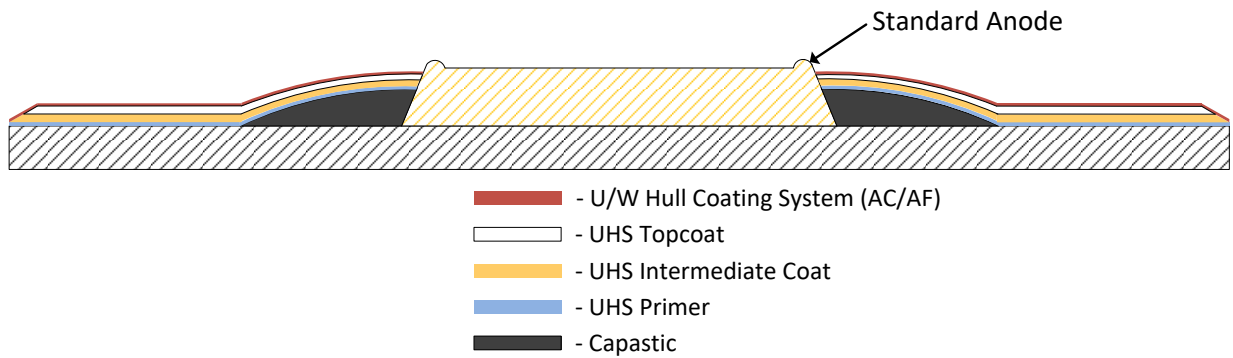 Standard Anode
- U/W Hull Coating System (AC/AF)
- UHS Topcoat
- UHS Intermediate Coat
- UHS Primer
- Capastic